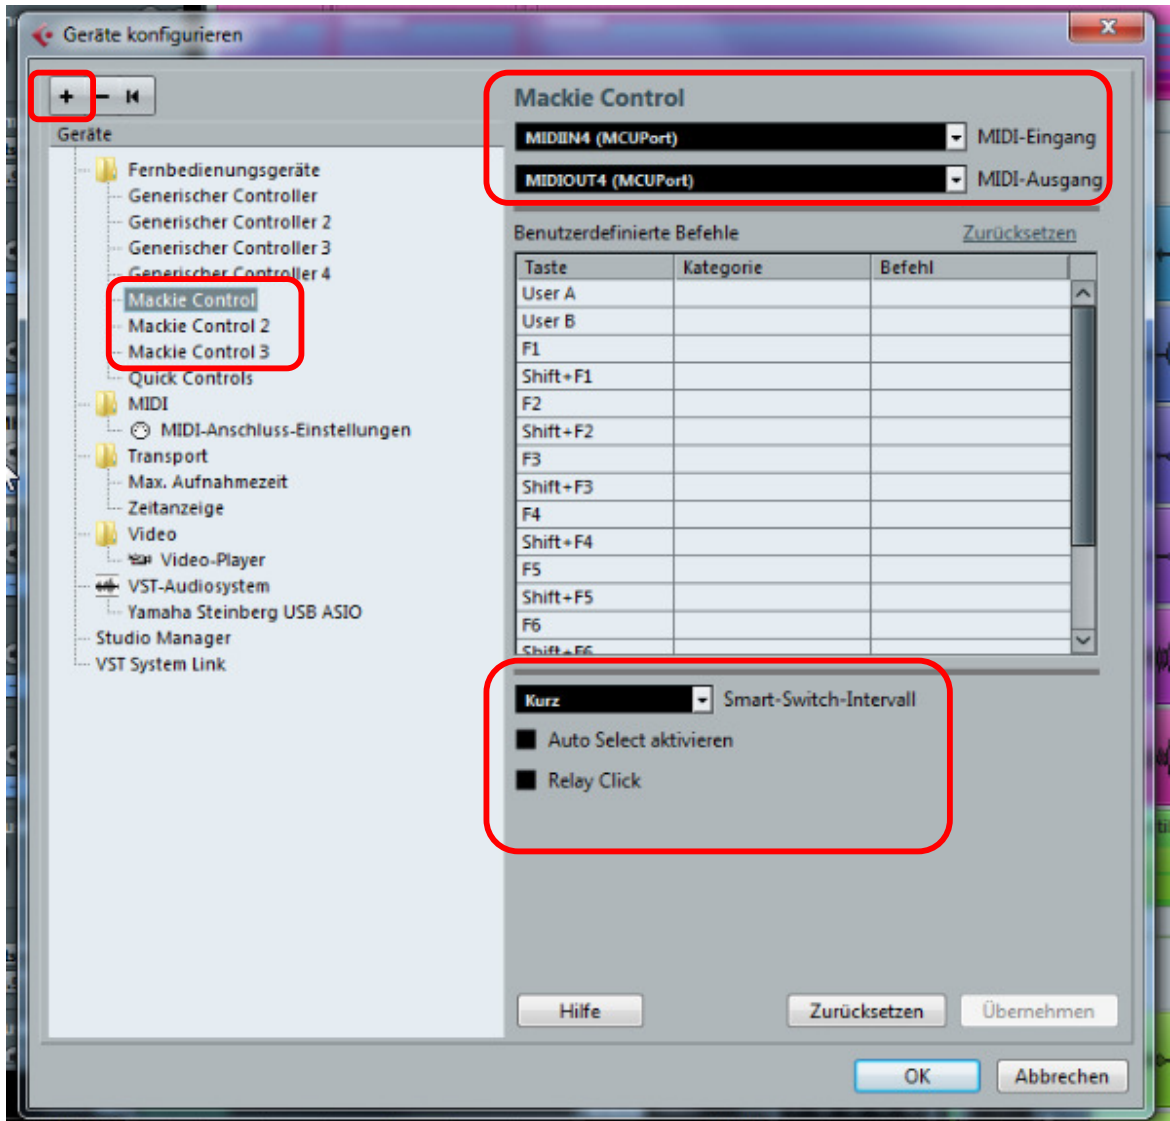 Geräte konfigurieren
Geräte
Fernbedienungsgeräte
Generischer Controller
Generischer Controller 2
Generischer Controller 3
Generischer Controller 4
Mackie Control
Mackie Control 2
Mackie Control 3
Quick Controls
MIDI
MIDI-Anschluss-Einstellungen
Transport
Max. Aufnahmezeit
Zeitanzeige
Video
Video-Player
VST-Audiosystem
Yamaha Steinberg USB ASIO
Studio Manager
VST System Link
Mackie Control
MIDIIN4 (MCUPort) MIDI-Eingang
MIDIOUT4 (MCUPort) MIDI-Ausgang
Benutzerdefinierte Befehle Zurücksetzen
Taste Kategorie Befehl
User A
User B
F1
Shift+F1
F2
Shift+F2
F3
Shift+F3
F4
Shift+F4
F5
Shift+F5
F6
Shift+F6
Kurz Smart-Switch-Intervall
Auto Select aktivieren
Relay Click
Hilfe Zurücksetzen Übernehmen
OK Abbrechen